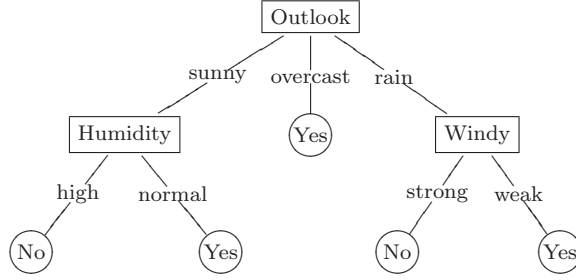 Outlook
sunny overcast rain
Humidity Yes Windy
high normal strong weak
No Yes No Yes